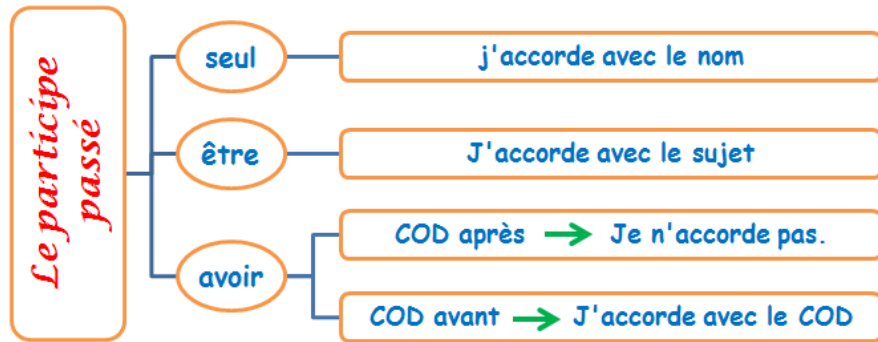 Le participe
passé
seul
j'accorde avec le nom
être
J'accorde avec le sujet
avoir
COD après → Je n'accorde pas.
COD avant → J'accorde avec le COD